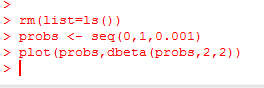 >
> rm(list=ls())
> probs <- seq(0,1,0.001)
> plot(probs,dbeta(probs,2,2))
>